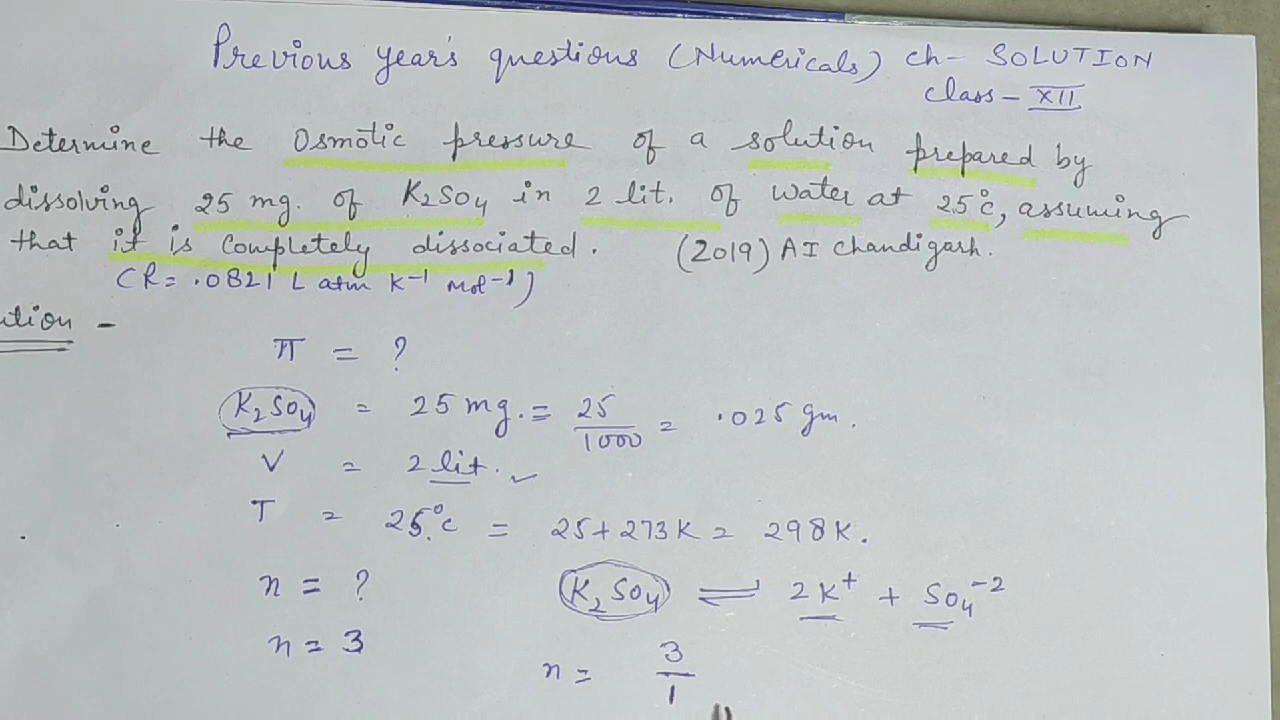 Previous year's questions (Numericals) ch- SOLUTION
class - XII
Determine the Osmotic pressure of a solution prepared by
dissolving 25 mg. of K₂SO₄ in 2 lit. of water at 25°c, assuming
that it is completely dissociated. (2019) AI Chandigarh.
(R= .0821 L atm K⁻¹ mol⁻¹)
ution -
π = ?
K₂SO₄ = 25 mg. = 25/1000 = .025 gm.
V = 2 lit. ✓
T = 25°c = 25+273K = 298K.
n = ? K₂SO₄ ⇌ 2K⁺ + SO₄⁻²
n = 3
n = 3/1